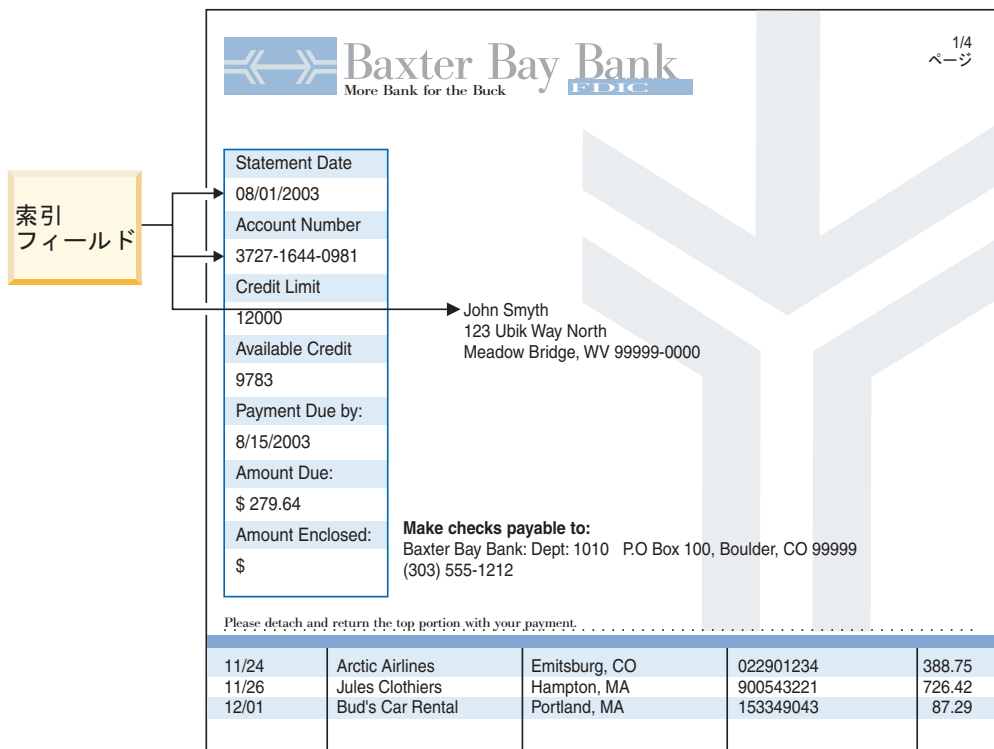 Baxter Bay Bank
More Bank for the Buck
FDIC
1/4
ページ
索引
フィールド
Statement Date
08/01/2003
Account Number
3727-1644-0981
Credit Limit
12000
Available Credit
9783
Payment Due by:
8/15/2003
Amount Due:
$ 279.64
Amount Enclosed:
$
John Smyth
123 Ubik Way North
Meadow Bridge, WV 99999-0000
Make checks payable to:
Baxter Bay Bank: Dept: 1010 P.O Box 100, Boulder, CO 99999
(303) 555-1212
Please detach and return the top portion with your payment.
11/24 Arctic Airlines Emitsburg, CO 022901234 388.75
11/26 Jules Clothiers Hampton, MA 900543221 726.42
12/01 Bud's Car Rental Portland, MA 153349043 87.29